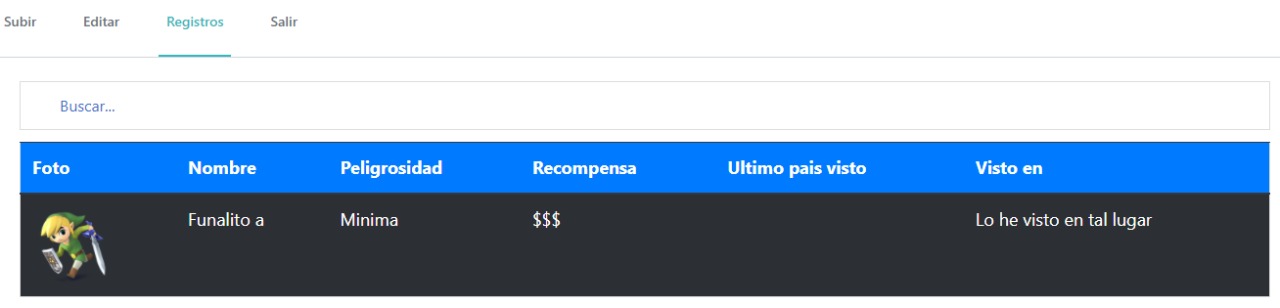 Subir Editar Registros Salir
Buscar...
Foto Nombre Peligrosidad Recompensa Ultimo pais visto Visto en
Funalito a Minima $$$ Lo he visto en tal lugar